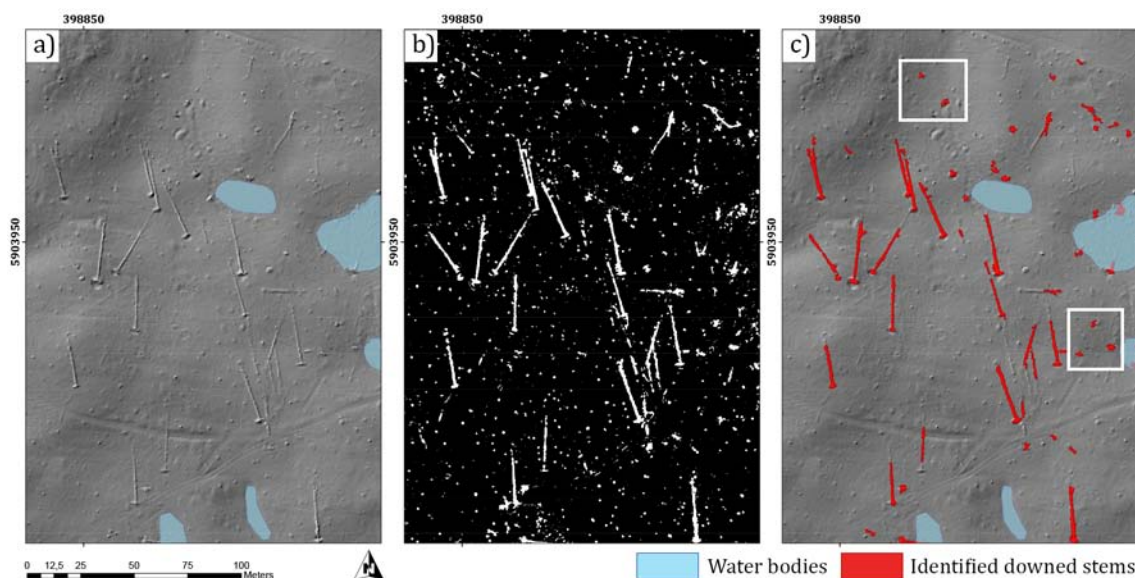 398850 398850 398850
a) b) c)
5903950 5903950 5903950
0 12,5 25 50 75 100
Meters
N
Water bodies Identified downed stems